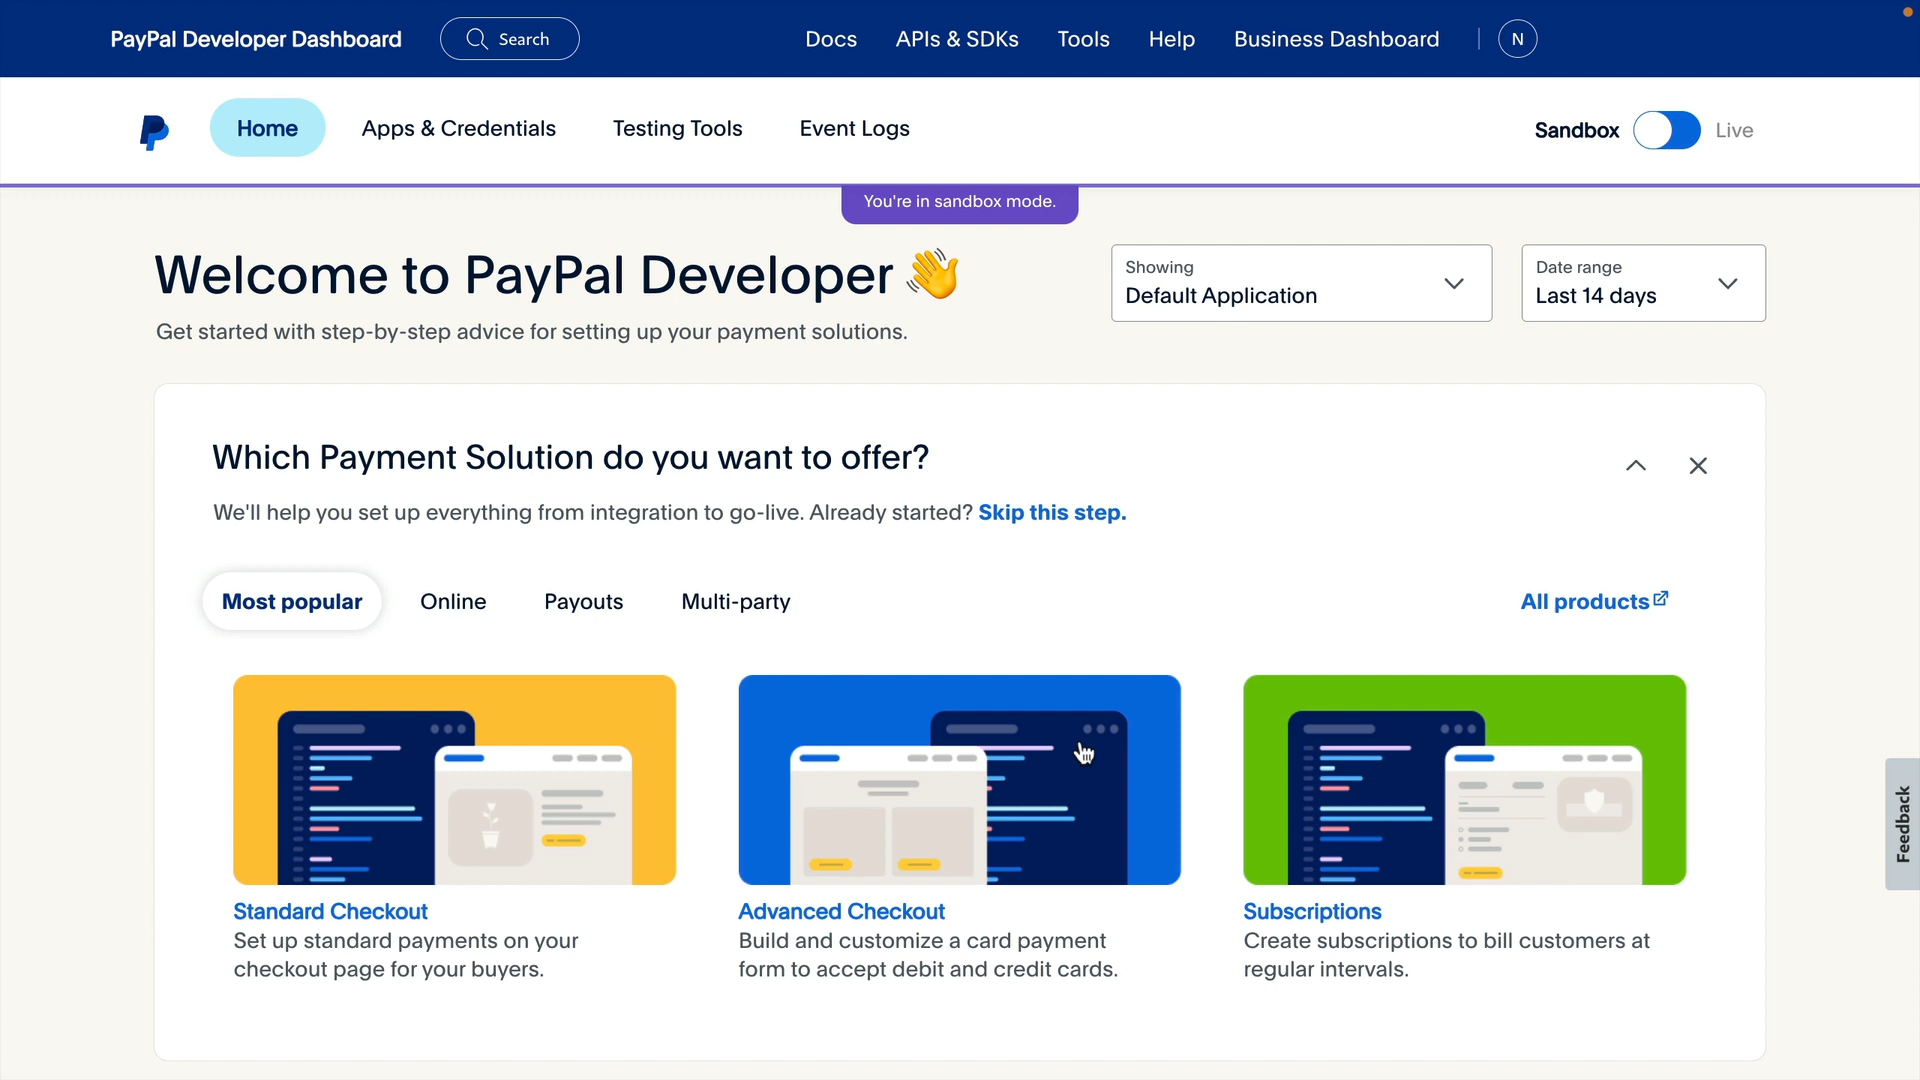 PayPal Developer Dashboard
Search
Docs
APIs & SDKs
Tools
Help
Business Dashboard
N
Home
Apps & Credentials
Testing Tools
Event Logs
Sandbox
Live
You're in sandbox mode.
Welcome to PayPal Developer 👋
Get started with step-by-step advice for setting up your payment solutions.
Showing
Default Application
Date range
Last 14 days
Which Payment Solution do you want to offer?
We'll help you set up everything from integration to go-live. Already started? Skip this step.
Most popular
Online
Payouts
Multi-party
All products
Standard Checkout
Set up standard payments on your
checkout page for your buyers.
Advanced Checkout
Build and customize a card payment
form to accept debit and credit cards.
Subscriptions
Create subscriptions to bill customers at
regular intervals.
Feedback